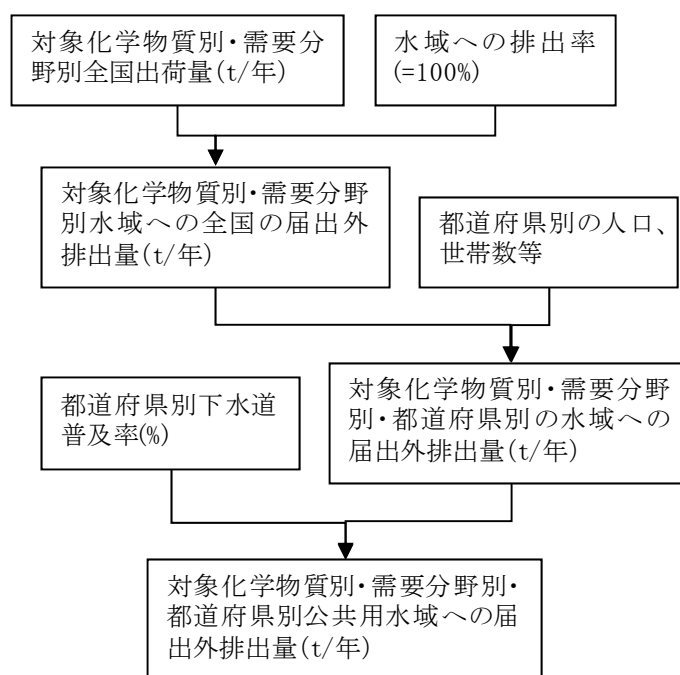 対象化学物質別・需要分
野別全国出荷量(t/年)
水域への排出率
(=100%)
対象化学物質別・需要分野
別水域への全国の届出外
排出量(t/年)
都道府県別の人口、
世帯数等
都道府県別下水道
普及率(%)
対象化学物質別・需要分野
別・都道府県別の水域への
届出外排出量(t/年)
対象化学物質別・需要分野別・
都道府県別公共用水域への届
出外排出量(t/年)